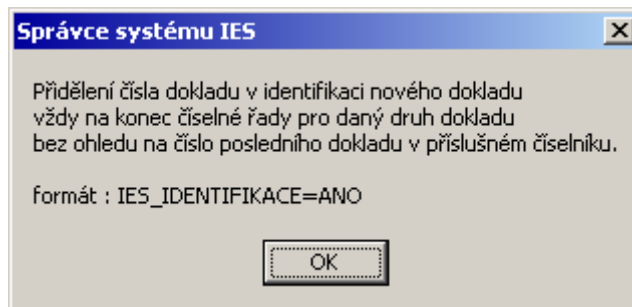 Správce systému IES
Přidělení čísla dokladu v identifikaci nového dokladu
vždy na konec číselné řady pro daný druh dokladu
bez ohledu na číslo posledního dokladu v příslušném číselníku.
formát : IES_IDENTIFIKACE=ANO
OK